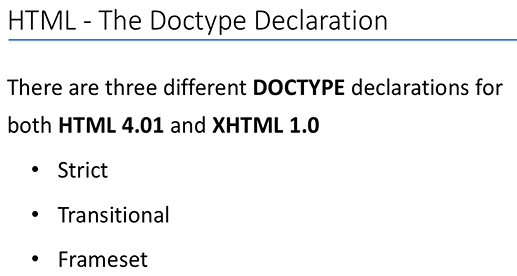 HTML - The Doctype Declaration
There are three different DOCTYPE declarations for
both HTML 4.01 and XHTML 1.0
• Strict
• Transitional
• Frameset